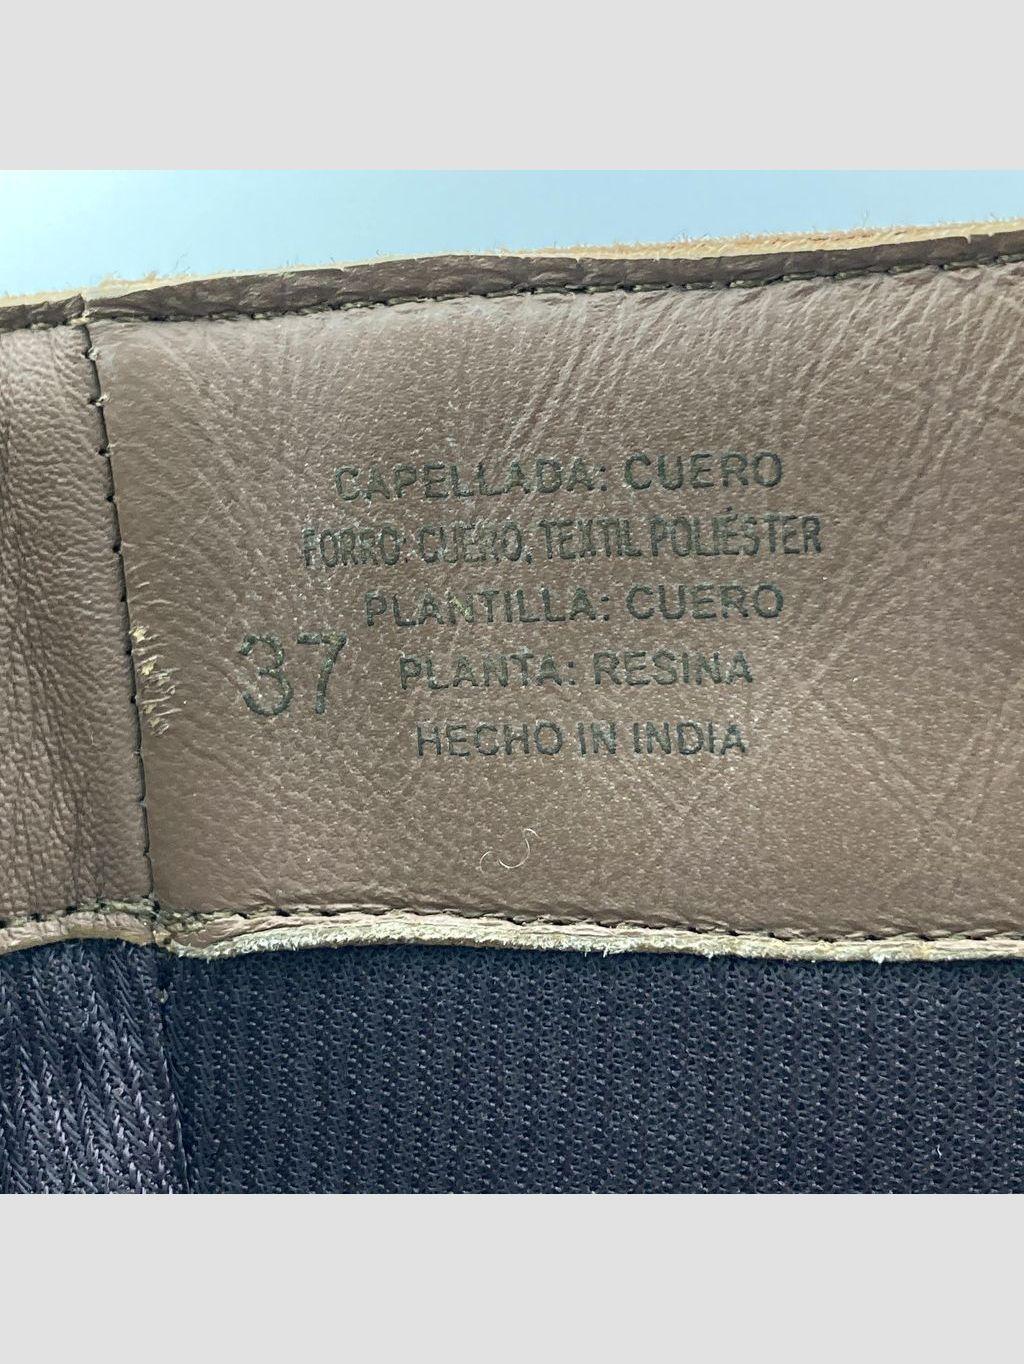 CAPELLADA: CUERO
FORRO: CUERO, TEXTIL POLIÉSTER
PLANTILLA: CUERO
37
PLANTA: RESINA
HECHO IN INDIA